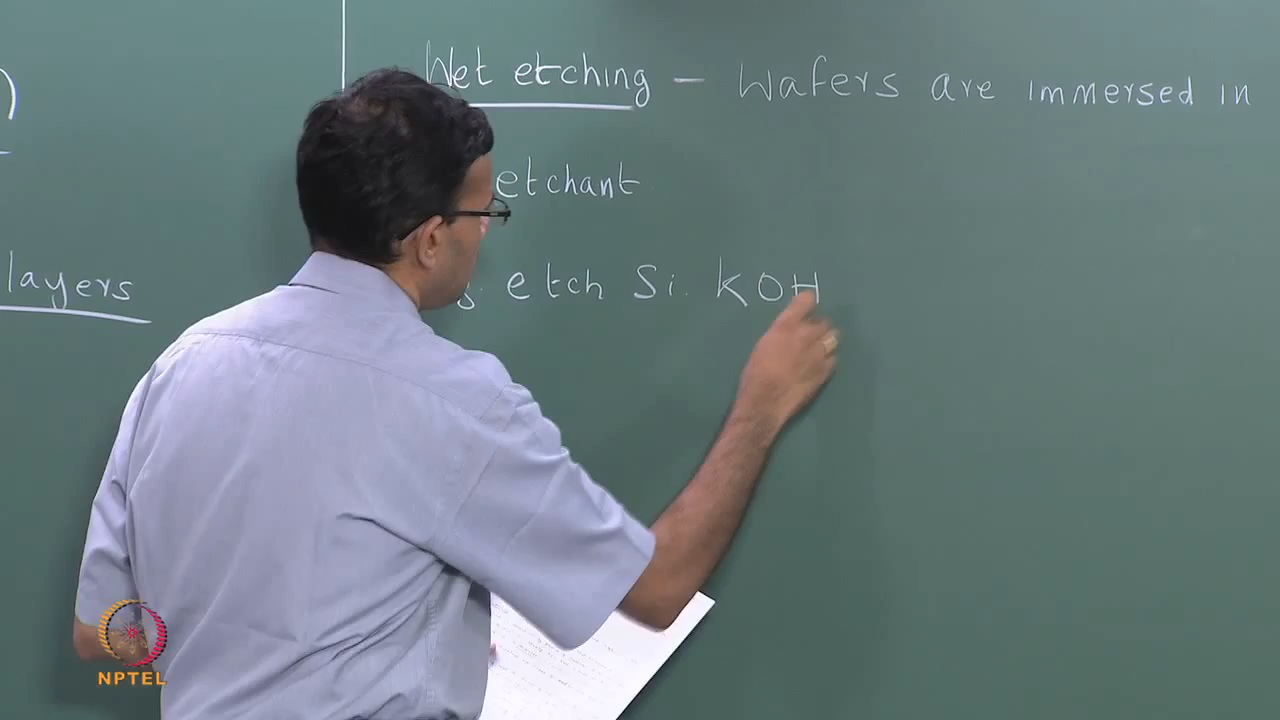 Wet etching - Wafers are immersed in
etchant
layers
etch Si. KOH
NPTEL